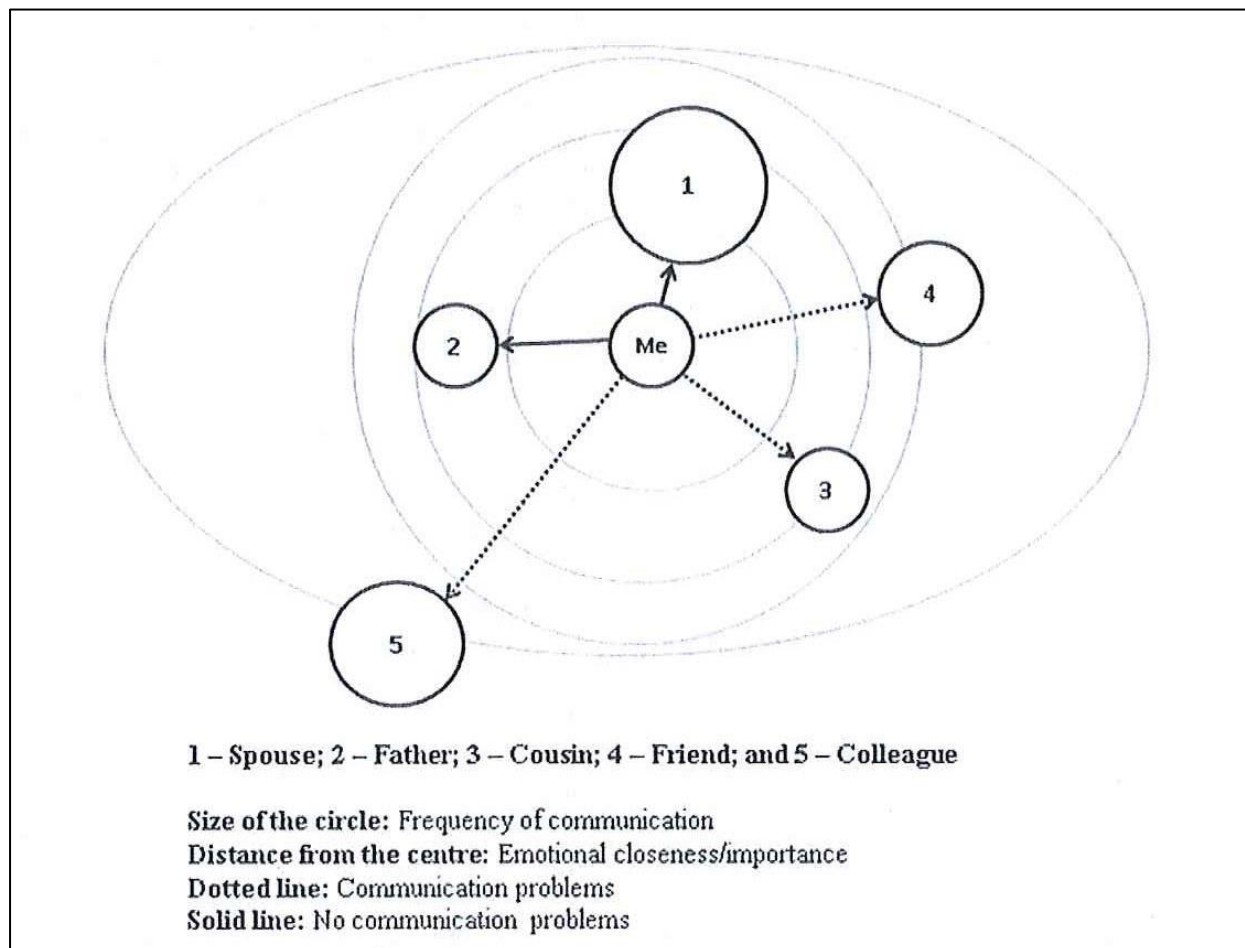 1
4
2
Me
3
5
1 – Spouse; 2 – Father; 3 – Cousin; 4 – Friend; and 5 – Colleague
Size of the circle: Frequency of communication
Distance from the centre: Emotional closeness/importance
Dotted line: Communication problems
Solid line: No communication problems